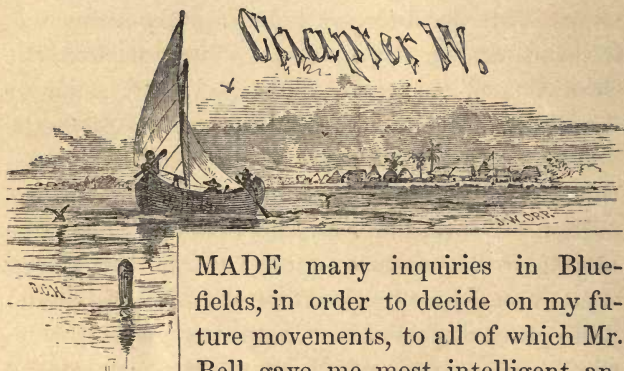 Chapter IV.
J.W.ORR.
D.C.H.
MADE many inquiries in Blue-
fields, in order to decide on my fu-
ture movements, to all of which Mr.
Bell gave me most intelligent an-